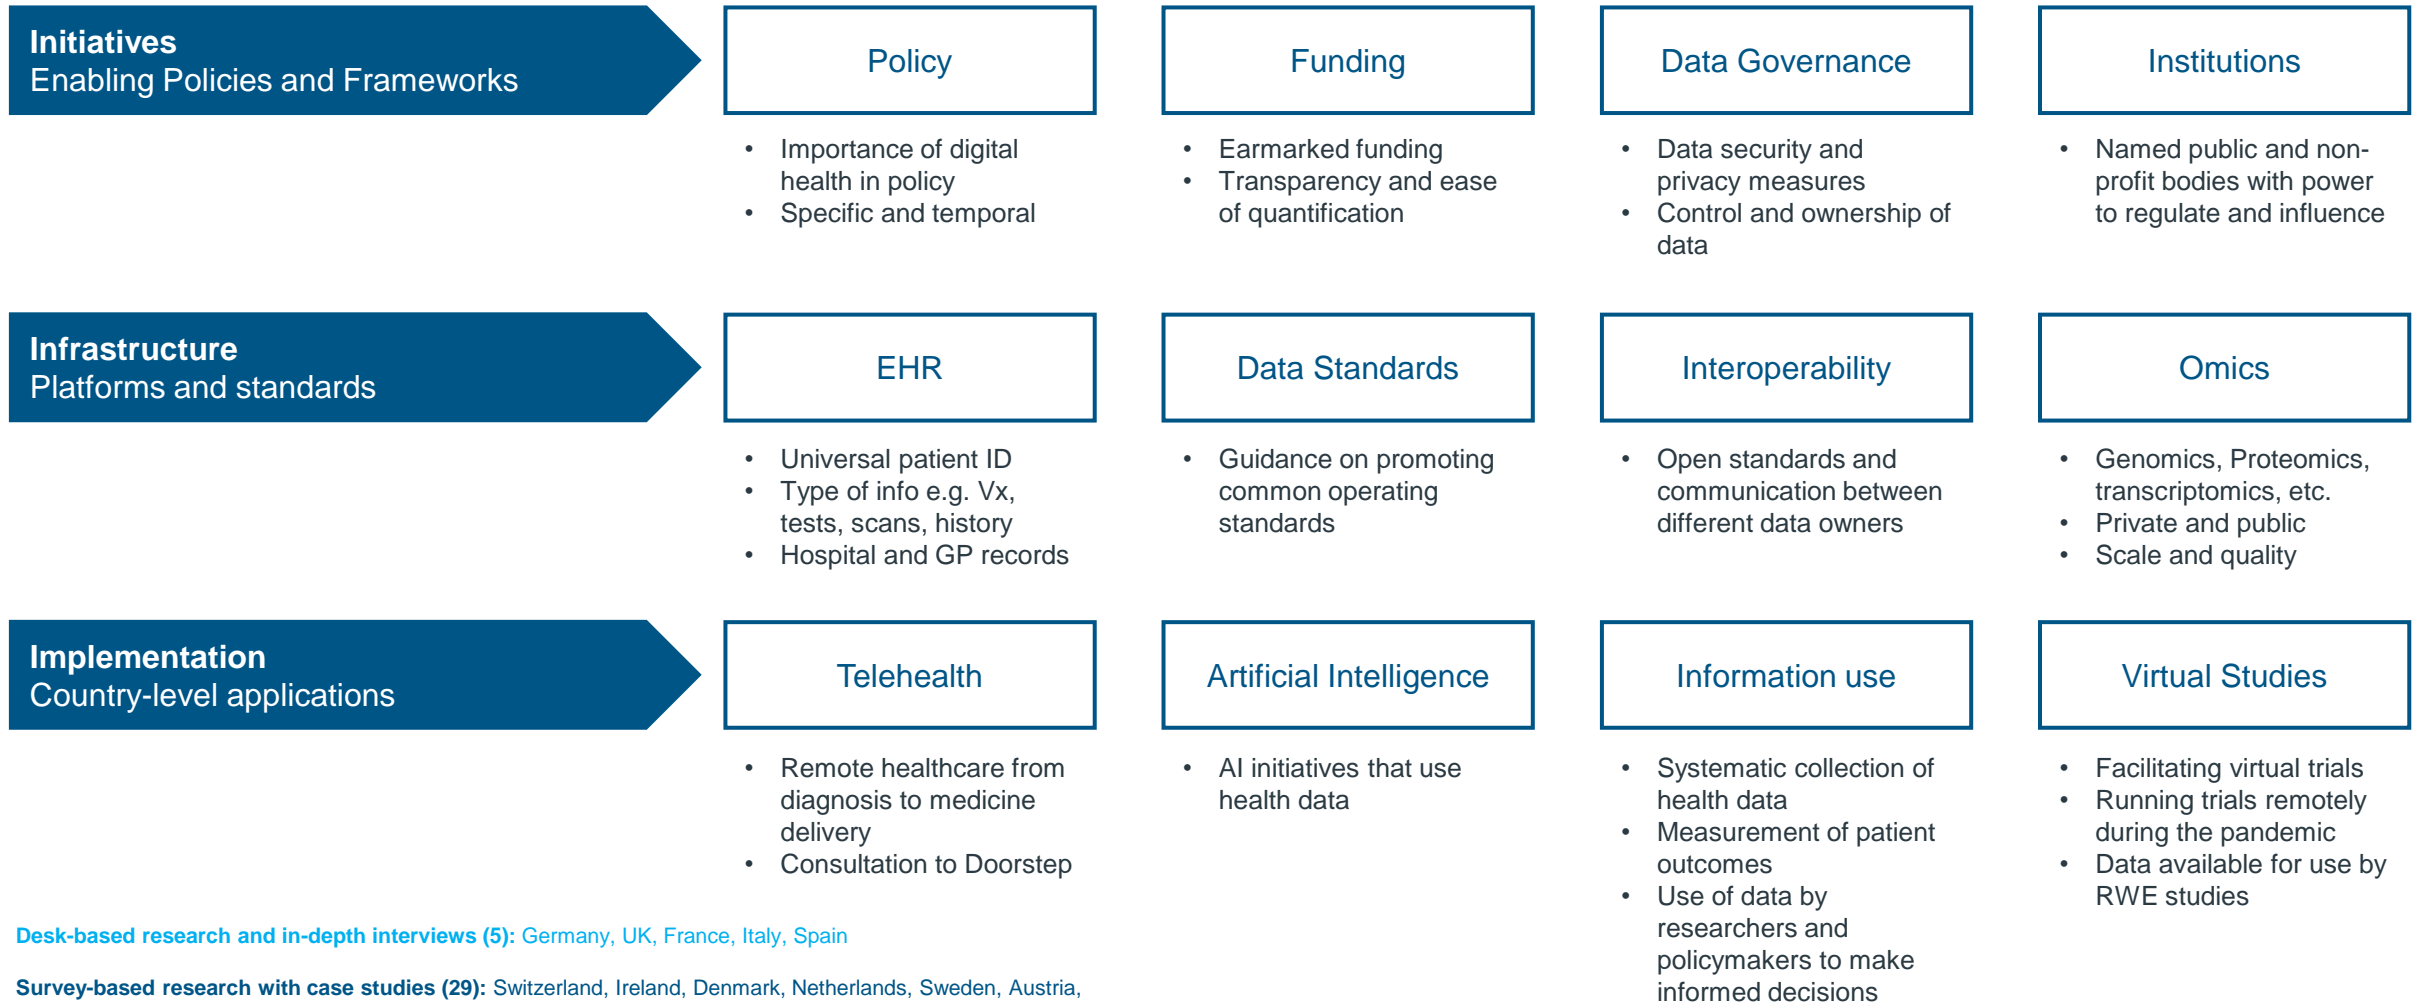 Initiatives
Enabling Policies and Frameworks
Policy
Funding
Data Governance
Institutions
• Importance of digital
health in policy
• Specific and temporal
• Earmarked funding
• Transparency and ease
of quantification
• Data security and
privacy measures
• Control and ownership of
data
• Named public and non-
profit bodies with power
to regulate and influence
Infrastructure
Platforms and standards
EHR
Data Standards
Interoperability
Omics
• Universal patient ID
• Type of info e.g. Vx,
tests, scans, history
• Hospital and GP records
• Guidance on promoting
common operating
standards
• Open standards and
communication between
different data owners
• Genomics, Proteomics,
transcriptomics, etc.
• Private and public
• Scale and quality
Implementation
Country-level applications
Telehealth
Artificial Intelligence
Information use
Virtual Studies
• Remote healthcare from
diagnosis to medicine
delivery
• Consultation to Doorstep
• AI initiatives that use
health data
• Systematic collection of
health data
• Measurement of patient
outcomes
• Use of data by
researchers and
policymakers to make
informed decisions
• Facilitating virtual trials
• Running trials remotely
during the pandemic
• Data available for use by
RWE studies
Desk-based research and in-depth interviews (5): Germany, UK, France, Italy, Spain
Survey-based research with case studies (29): Switzerland, Ireland, Denmark, Netherlands, Sweden, Austria,